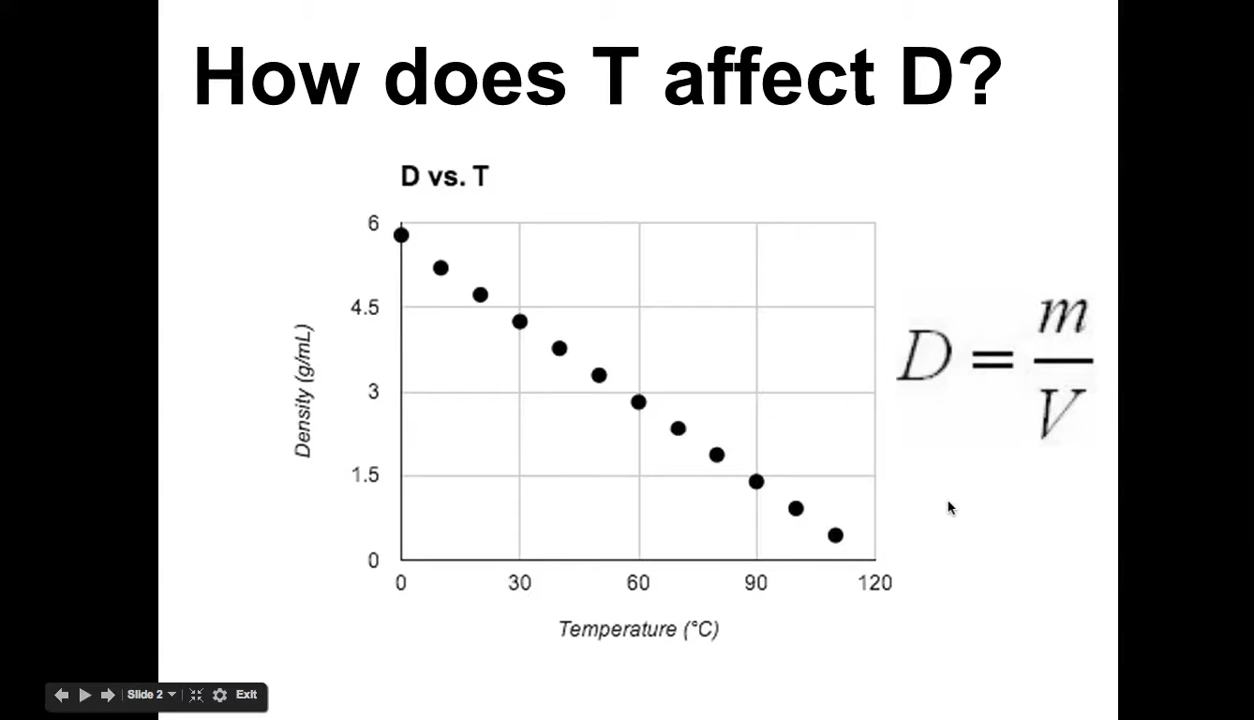 How does T affect D?
D vs. T
6
4.5
3
1.5
0
Density (g/mL)
0 30 60 90 120
Temperature (°C)
D = m
V
Slide 2 Exit